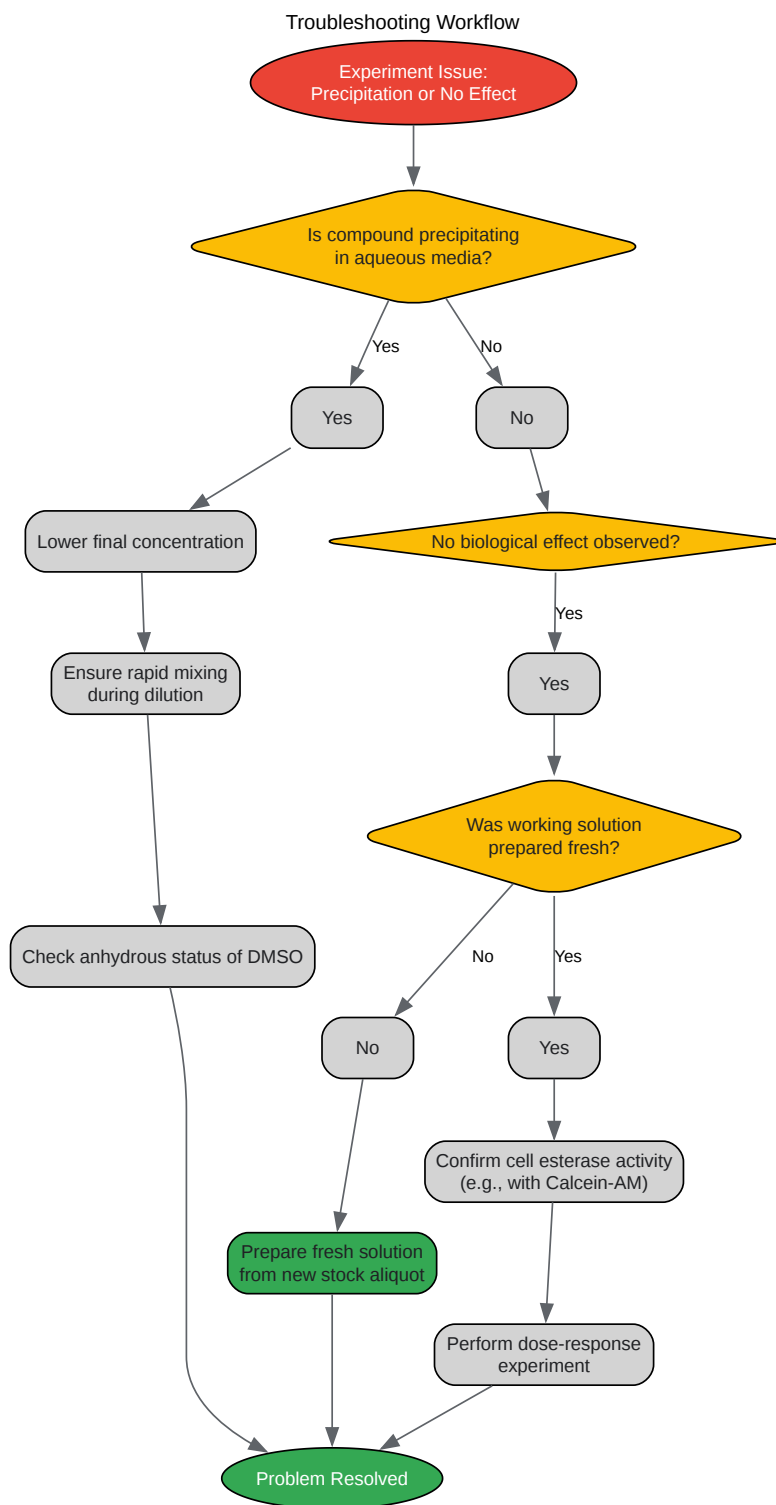 Troubleshooting Workflow
Experiment Issue:
Precipitation or No Effect
Is compound precipitating
in aqueous media?
Yes
No
Yes
No
Lower final concentration
No biological effect observed?
Yes
Ensure rapid mixing
during dilution
Yes
Was working solution
prepared fresh?
Check anhydrous status of DMSO
No
Yes
No
Yes
Confirm cell esterase activity
(e.g., with Calcein-AM)
Prepare fresh solution
from new stock aliquot
Perform dose-response
experiment
Problem Resolved